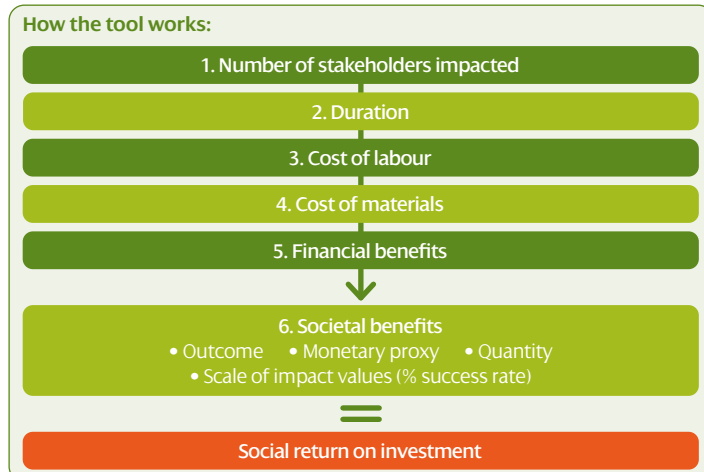 How the tool works:
1. Number of stakeholders impacted
2. Duration
3. Cost of labour
4. Cost of materials
5. Financial benefits
6. Societal benefits
• Outcome • Monetary proxy • Quantity
• Scale of impact values (% success rate)
=
Social return on investment